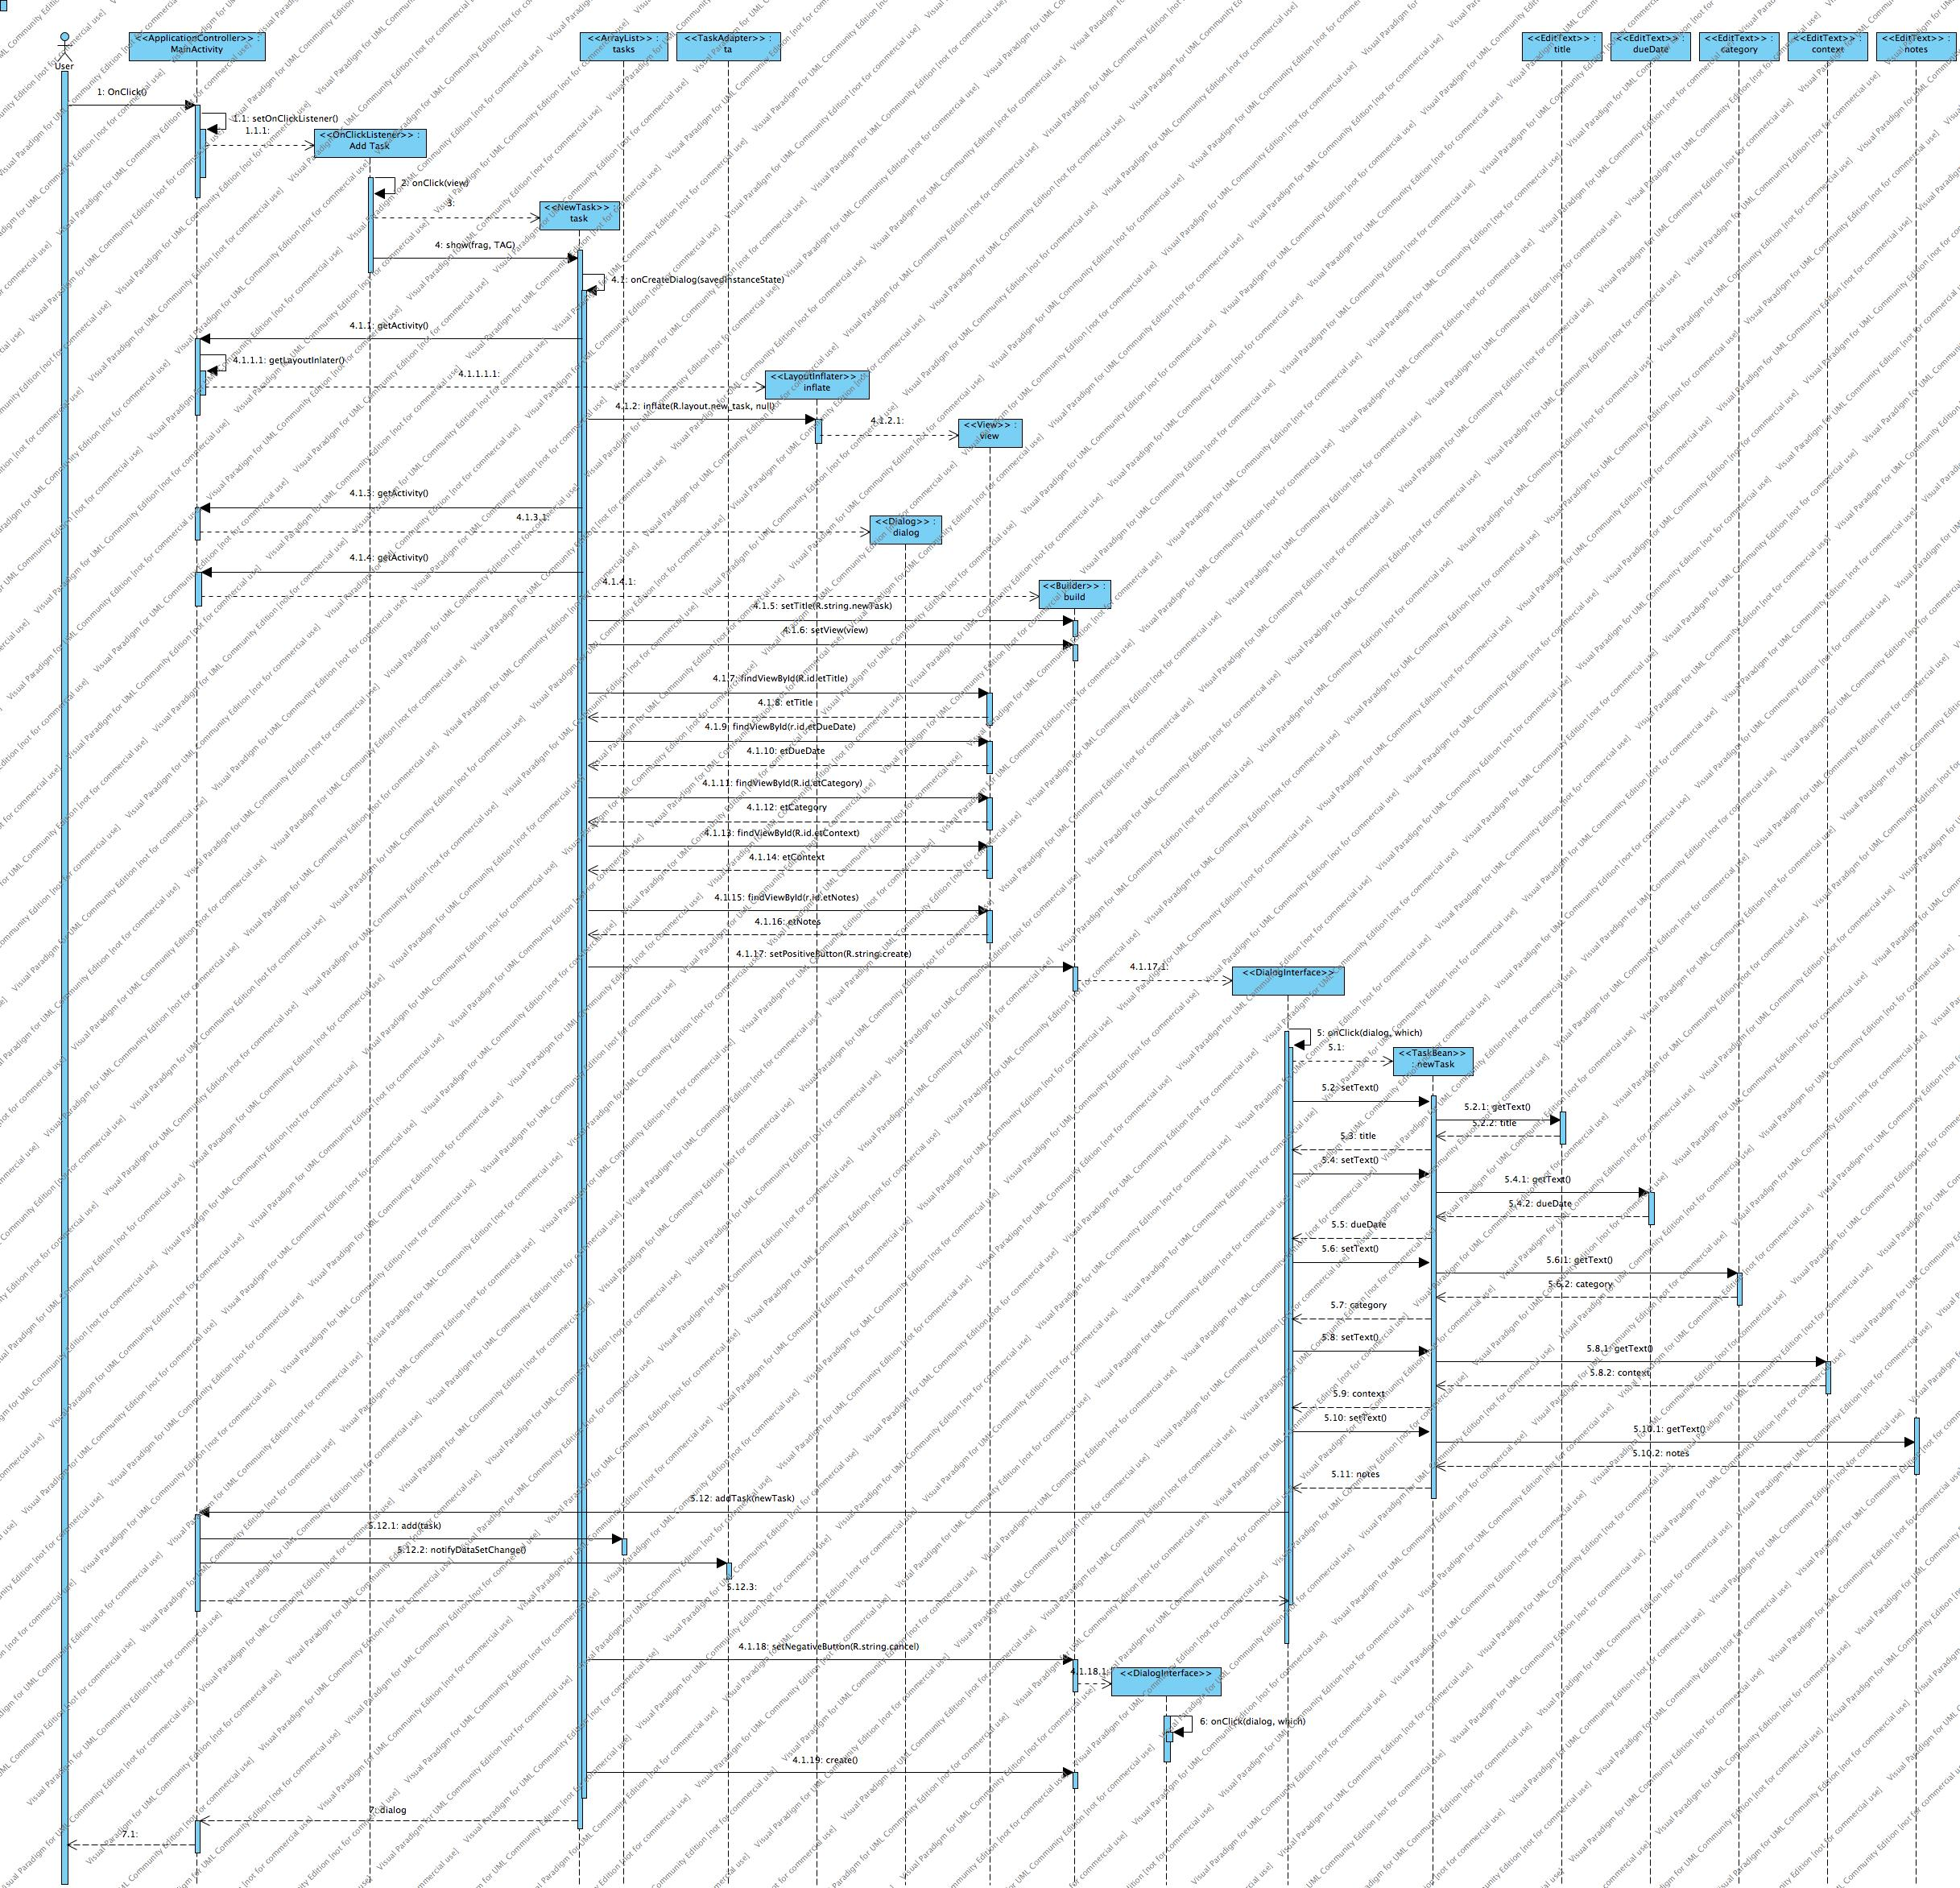 <<ApplicationController>> :
MainActivity
<<ArrayList>> :
tasks
<<TaskAdapter>> :
ta
<<EditText>> :
title
<<EditText>> :
dueDate
<<EditText>> :
category
<<EditText>> :
context
<<EditText>> :
notes
User
1: OnClick()
1.1: setOnClickListener()
1.1.1:
<<OnClickListener>> :
Add Task
2: onClick(view)
3:
<<NewTask>> :
task
4: show(frag, TAG)
4.1: onCreateDialog(savedInstanceState)
4.1.1: getActivity()
4.1.1.1: getLayoutInlater()
4.1.1.1.1:
<<LayoutInflater>> :
inflate
4.1.2: inflate(R.layout.new_task, null)
4.1.2.1:
<<View>> :
view
4.1.3: getActivity()
4.1.3.1:
<<Dialog>> :
dialog
4.1.4: getActivity()
4.1.4.1:
<<Builder>> :
build
4.1.5: setTitle(R.string.newTask)
4.1.6: setView(view)
4.1.7: findViewById(R.id.etTitle)
4.1.8: etTitle
4.1.9: findViewById(r.id.etDueDate)
4.1.10: etDueDate
4.1.11: findViewById(R.id.etCategory)
4.1.12: etCategory
4.1.13: findViewById(R.id.etContext)
4.1.14: etContext
4.1.15: findViewById(r.id.etNotes)
4.1.16: etNotes
4.1.17: setPositiveButton(R.string.create)
4.1.17.1:
<<DialogInterface>>
5: onClick(dialog, which)
5.1:
<<TaskBean>>
: newTask
5.2: setText()
5.2.1: getText()
5.2.2: title
5.3: title
5.4: setText()
5.4.1: getText()
5.4.2: dueDate
5.5: dueDate
5.6: setText()
5.6.1: getText()
5.6.2: category
5.7: category
5.8: setText()
5.8.1: getText()
5.8.2: context
5.9: context
5.10: setText()
5.10.1: getText()
5.10.2: notes
5.11: notes
5.12: addTask(newTask)
5.12.1: add(task)
5.12.2: notifyDataSetChange()
5.12.3:
4.1.18: setNegativeButton(R.string.cancel)
4.1.18.1:
<<DialogInterface>>
6: onClick(dialog, which)
4.1.19: create()
7: dialog
7.1:
Visual Paradigm for UML Community Edition [not for commercial use]